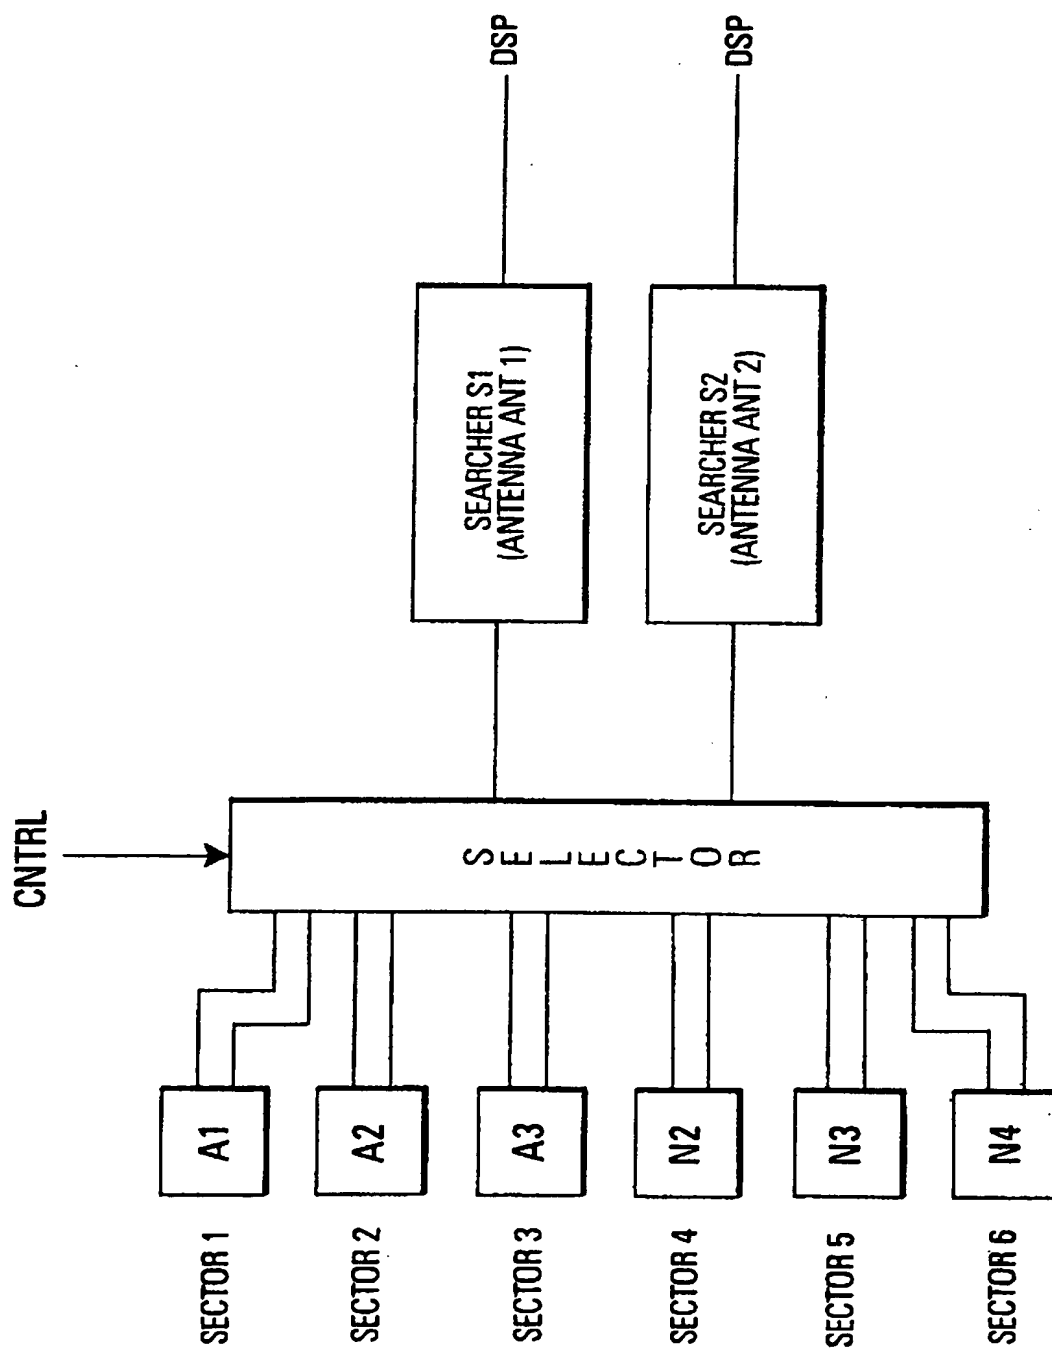 CNTRL
SECTOR 1
A1
SECTOR 2
A2
SECTOR 3
A3
SECTOR 4
N2
SECTOR 5
N3
SECTOR 6
N4
SELECTOR
SEARCHER S1
(ANTENNA ANT 1)
DSP
SEARCHER S2
(ANTENNA ANT 2)
DSP